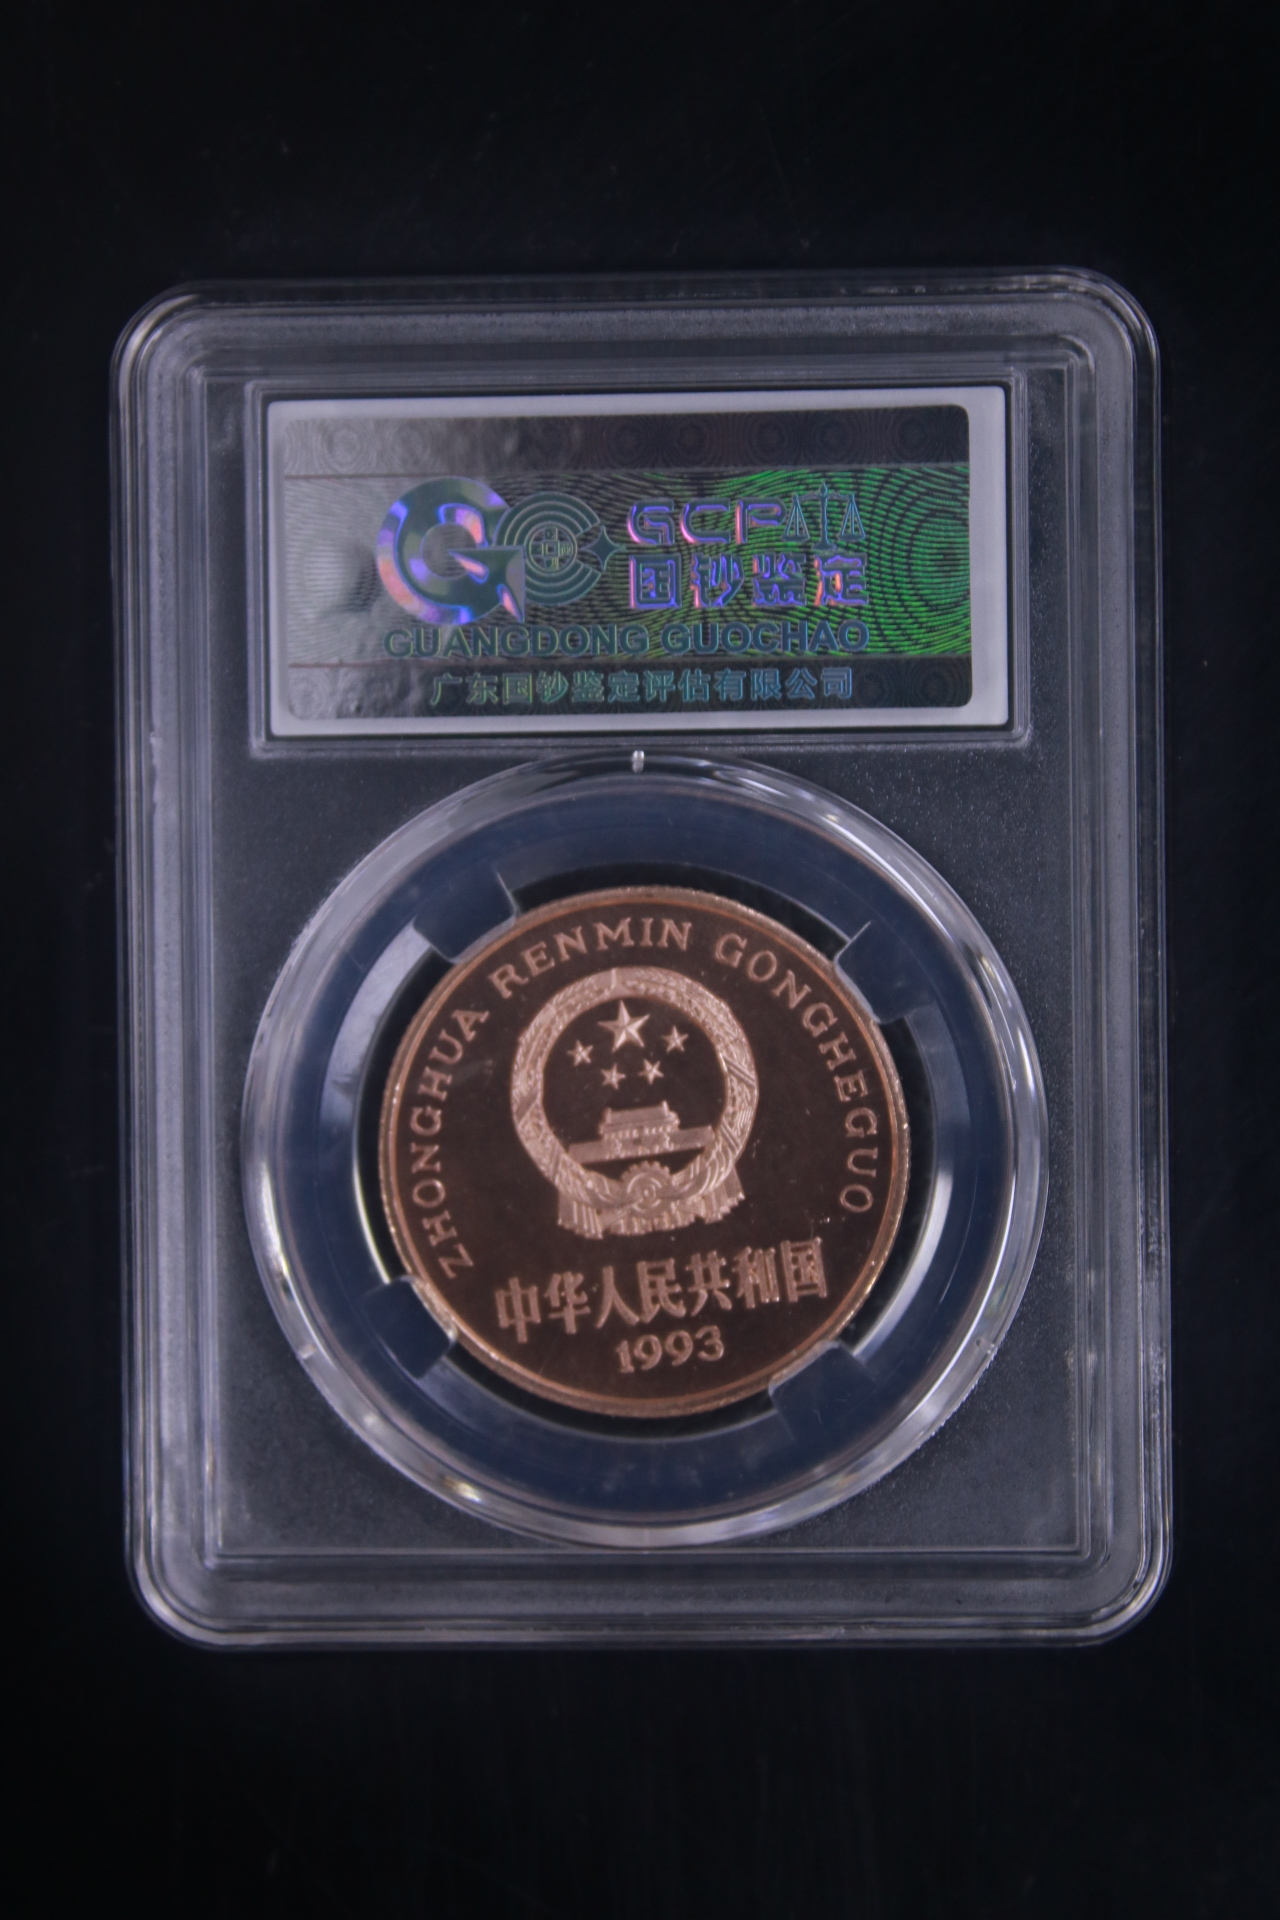 GCP
国钞鉴定
GUANGDONG GUOCHAO
广东国钞鉴定评估有限公司
ZHONGHUA RENMIN GONGHEGUO
中华人民共和国
1993